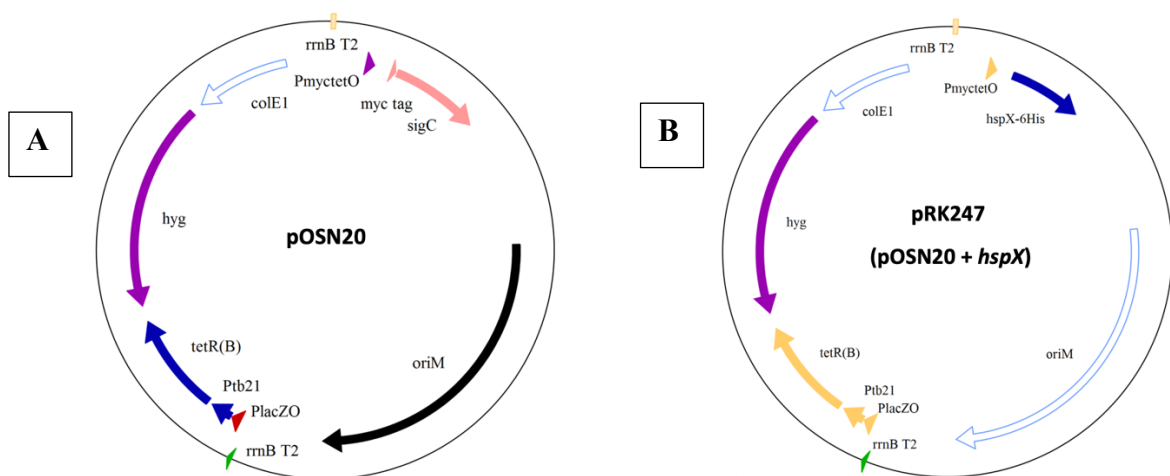 A
rrnB T2
PmyctetO
colE1
myc tag
sigC
hyg
pOSN20
tetR(B)
oriM
Ptb21
PlacZO
rrnB T2
B
rrnB T2
PmyctetO
colE1
hspX-6His
hyg
pRK247
(pOSN20 + hspX)
tetR(B)
oriM
Ptb21
PlacZO
rrnB T2